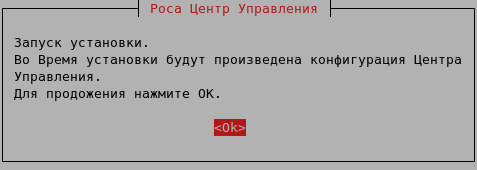 Роса Центр Управления
Запуск установки.
Во Время установки будут произведена конфигурация Центра
Управления.
Для продожения нажмите OK.
<Ok>